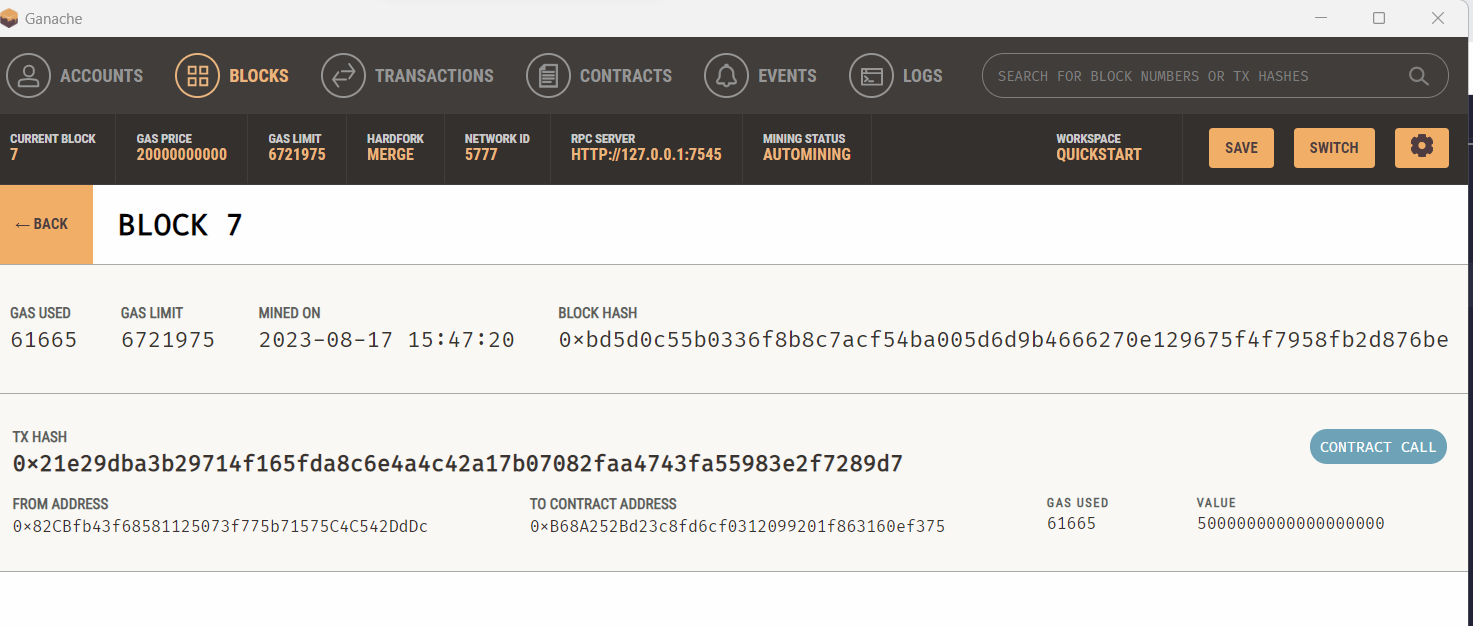 Ganache
ACCOUNTS BLOCKS TRANSACTIONS CONTRACTS EVENTS LOGS SEARCH FOR BLOCK NUMBERS OR TX HASHES
CURRENT BLOCK GAS PRICE GAS LIMIT HARDFORK NETWORK ID RPC SERVER MINING STATUS WORKSPACE
7 20000000000 6721975 MERGE 5777 HTTP://127.0.0.1:7545 AUTOMINING QUICKSTART SAVE SWITCH
← BACK BLOCK 7
GAS USED GAS LIMIT MINED ON BLOCK HASH
61665 6721975 2023-08-17 15:47:20 0×bd5d0c55b0336f8b8c7acf54ba005d6d9b4666270e129675f4f7958fb2d876be
TX HASH
0×21e29dba3b29714f165fda8c6e4a4c42a17b07082faa4743fa55983e2f7289d7 CONTRACT CALL
FROM ADDRESS TO CONTRACT ADDRESS GAS USED VALUE
0×82CBfb43f68581125073f775b71575C4C542DdDc 0×B68A252Bd23c8fd6cf0312099201f863160ef375 61665 5000000000000000000